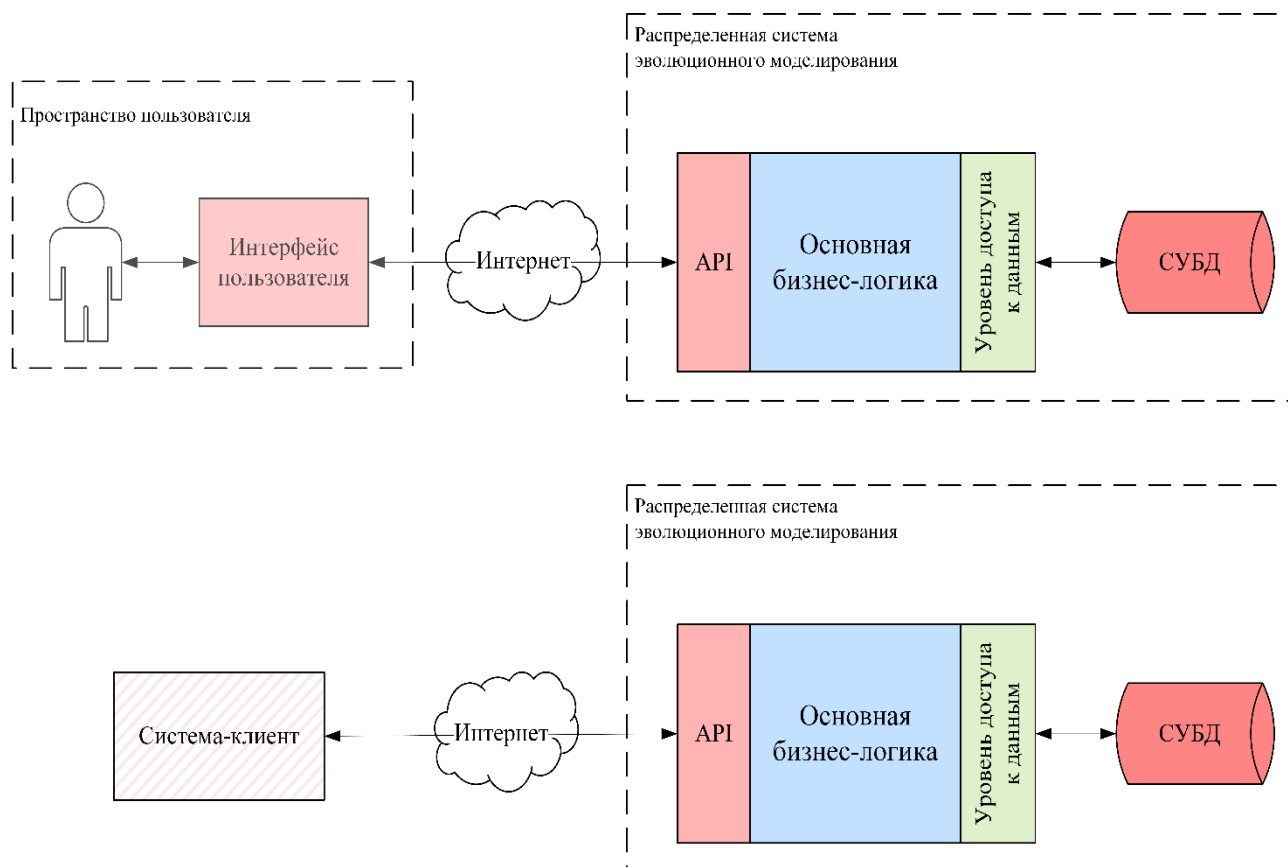 Распределенная система
эволюционного моделирования
Пространство пользователя
Интерфейс
пользователя
Интернет
API
Основная
бизнес-логика
Уровень доступа
к данным
СУБД
Распределенная система
эволюционного моделирования
Система-клиент
Интернет
API
Основная
бизнес-логика
Уровень доступа
к данным
СУБД